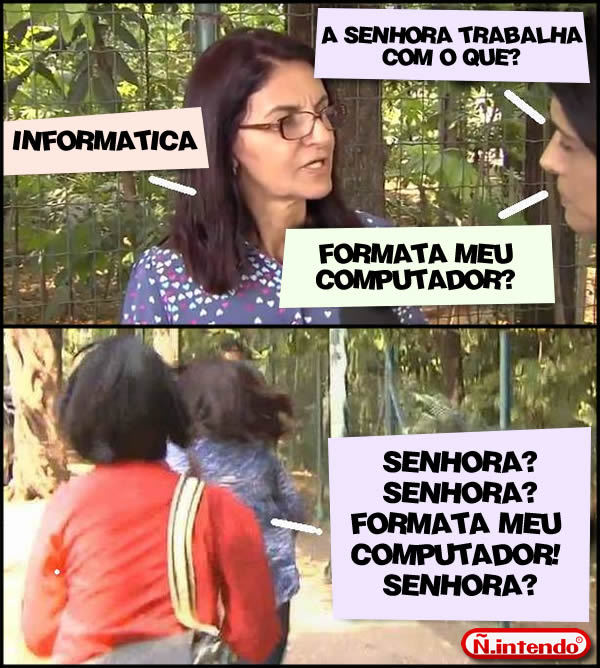 A SENHORA TRABALHA
COM O QUE?
INFORMATICA
FORMATA MEU
COMPUTADOR?
SENHORA?
SENHORA?
FORMATA MEU
COMPUTADOR!
SENHORA?
Ñ.intendo®